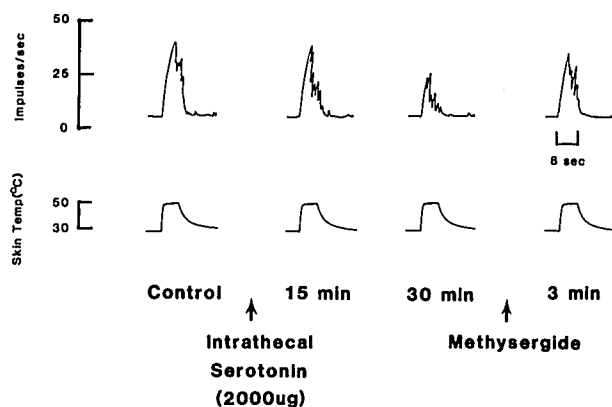 Impulses/sec
50
25
0
8 sec
Skin Temp(°C)
50
30
Control
15 min
30 min
3 min
Intrathecal
Serotonin
(2000ug)
Methysergide